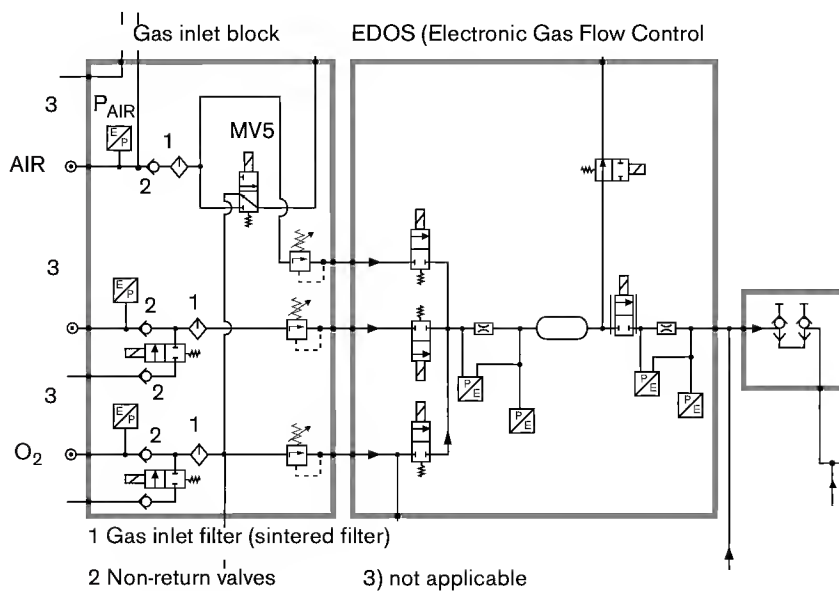 Gas inlet block EDOS (Electronic Gas Flow Control
3 P AIR
E P
1 MV5
AIR
2
3
E P
2 1
P E P E
P E P E
2
3
E P
2 1
O2
1 Gas inlet filter (sintered filter)
2 Non-return valves 3) not applicable